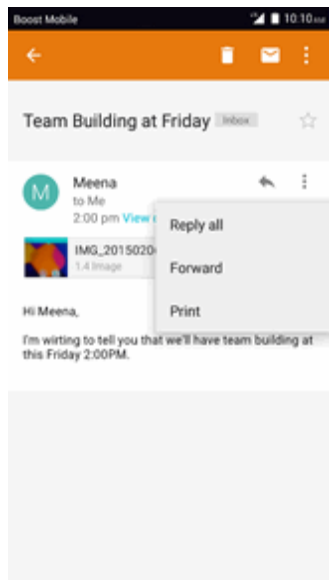 Boost Mobile 10:10 AM
Team Building at Friday Inbox
M Meena
to Me
2:00 pm View
Reply all
IMG_2015020
1.4 Image
Forward
Print
Hi Meena,
I'm wirting to tell you that we'll have team building at
this Friday 2:00PM.